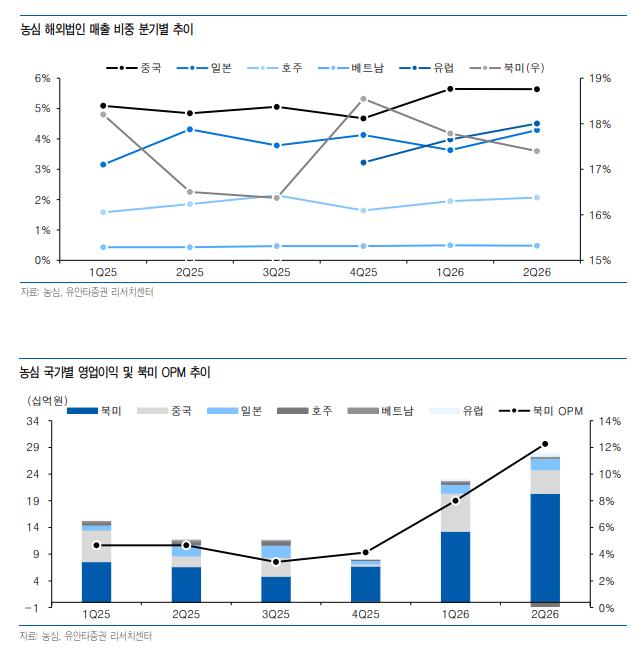 농심 해외법인 매출 비중 분기별 추이
중국 일본 호주 베트남 유럽 북미(우)
6% 19%
5% 18%
4%
3% 17%
2% 16%
1%
0% 15%
1Q25 2Q25 3Q25 4Q25 1Q26 2Q26
자료: 농심, 유안타증권 리서치센터
농심 국가별 영업이익 및 북미 OPM 추이
(십억원)
북미 중국 일본 호주 베트남 유럽 북미 OPM
34 14%
29 12%
24 10%
19 8%
14 6%
9 4%
4 2%
-1 0%
1Q25 2Q25 3Q25 4Q25 1Q26 2Q26
자료: 농심, 유안타증권 리서치센터